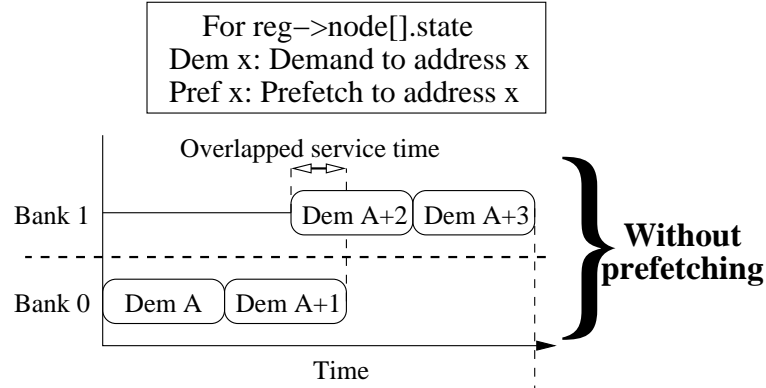 For reg−>node[].state
Dem x: Demand to address x
Pref x: Prefetch to address x
Overlapped service time
Bank 1
Dem A+2
Dem A+3
Without
prefetching
Bank 0
Dem A
Dem A+1
Time